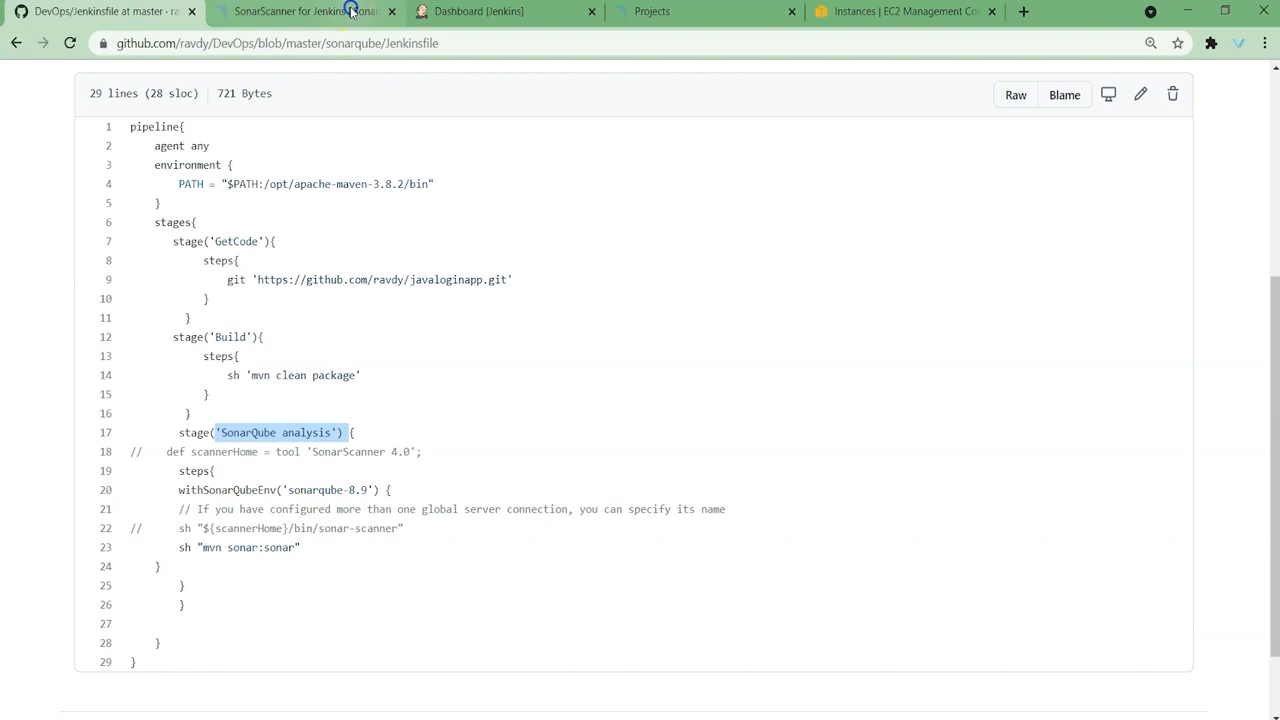 DevOps/Jenkinsfile at master · ra
SonarScanner for Jenkins
Dashboard [Jenkins]
Projects
Instances | EC2 Management Co
github.com/ravdy/DevOps/blob/master/sonarqube/Jenkinsfile
29 lines (28 sloc) 721 Bytes
Raw
Blame
1 pipeline{
2 agent any
3 environment {
4 PATH = "$PATH:/opt/apache-maven-3.8.2/bin"
5 }
6 stages{
7 stage('GetCode'){
8 steps{
9 git 'https://github.com/ravdy/javaloginapp.git'
10 }
11 }
12 stage('Build'){
13 steps{
14 sh 'mvn clean package'
15 }
16 }
17 stage('SonarQube analysis') {
18 // def scannerHome = tool 'SonarScanner 4.0';
19 steps{
20 withSonarQubeEnv('sonarqube-8.9') {
21 // If you have configured more than one global server connection, you can specify its name
22 // sh "${scannerHome}/bin/sonar-scanner"
23 sh "mvn sonar:sonar"
24 }
25 }
26 }
27
28 }
29 }